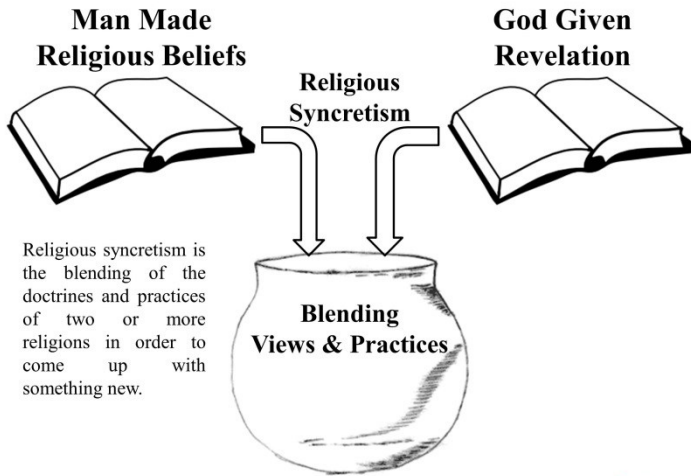 Man Made
Religious Beliefs
God Given
Revelation
Religious
Syncretism
Religious syncretism is
the blending of the
doctrines and practices
of two or more
religions in order to
come up with
something new.
Blending
Views & Practices